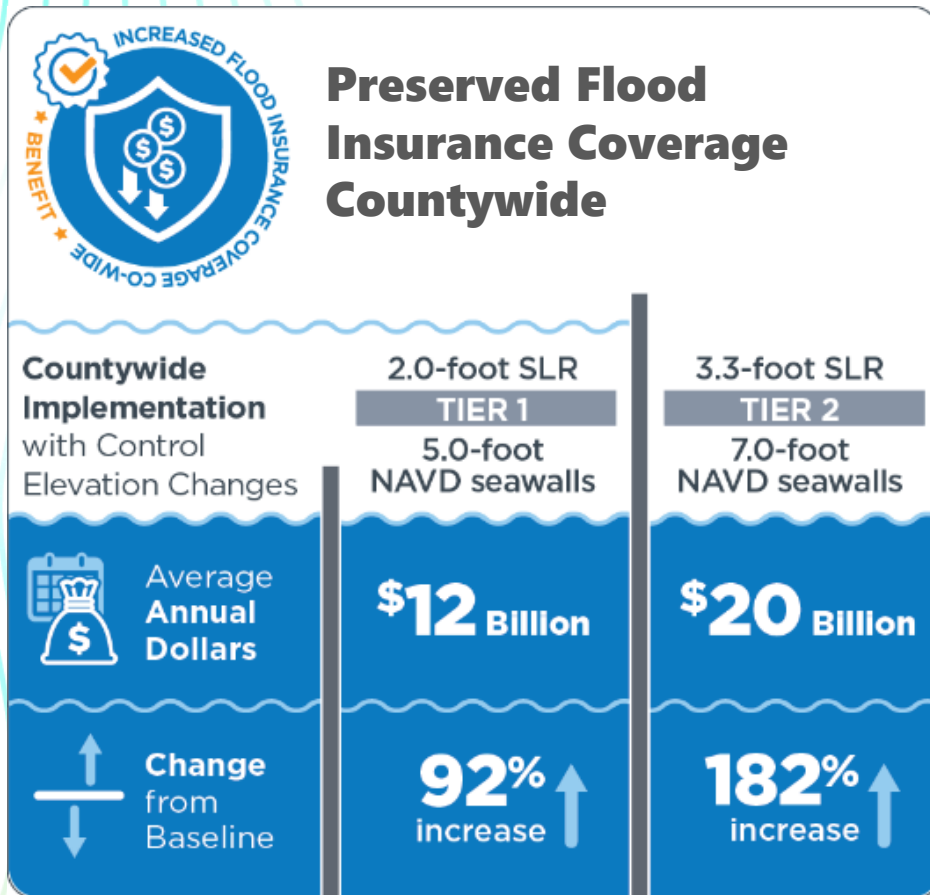 INCREASED FLOOD INSURANCE COVERAGE CO-WIDE
★ BENEFIT ★
$
$
$
Preserved Flood
Insurance Coverage
Countywide
Countywide
Implementation
with Control
Elevation Changes
2.0-foot SLR
TIER 1
5.0-foot
NAVD seawalls
3.3-foot SLR
TIER 2
7.0-foot
NAVD seawalls
$
Average
Annual
Dollars
$12 Billion
$20 Billion
Change
from
Baseline
92%
increase
182%
increase